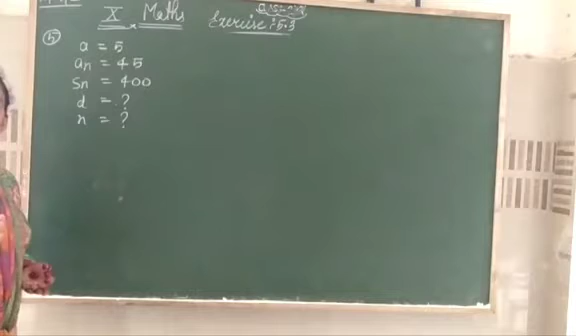 X Maths
Exercise :5.3
5
a = 5
an = 45
Sn = 400
d = ?
n = ?